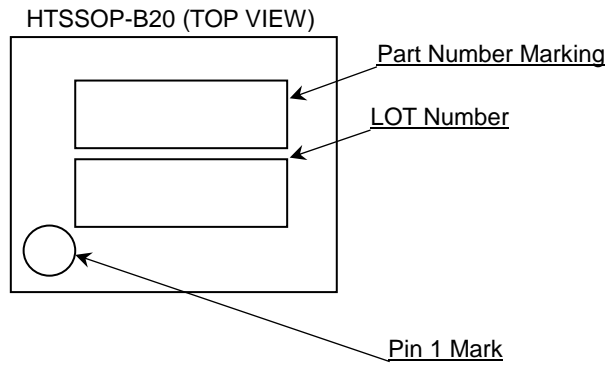 HTSSOP-B20 (TOP VIEW)
Part Number Marking
LOT Number
Pin 1 Mark